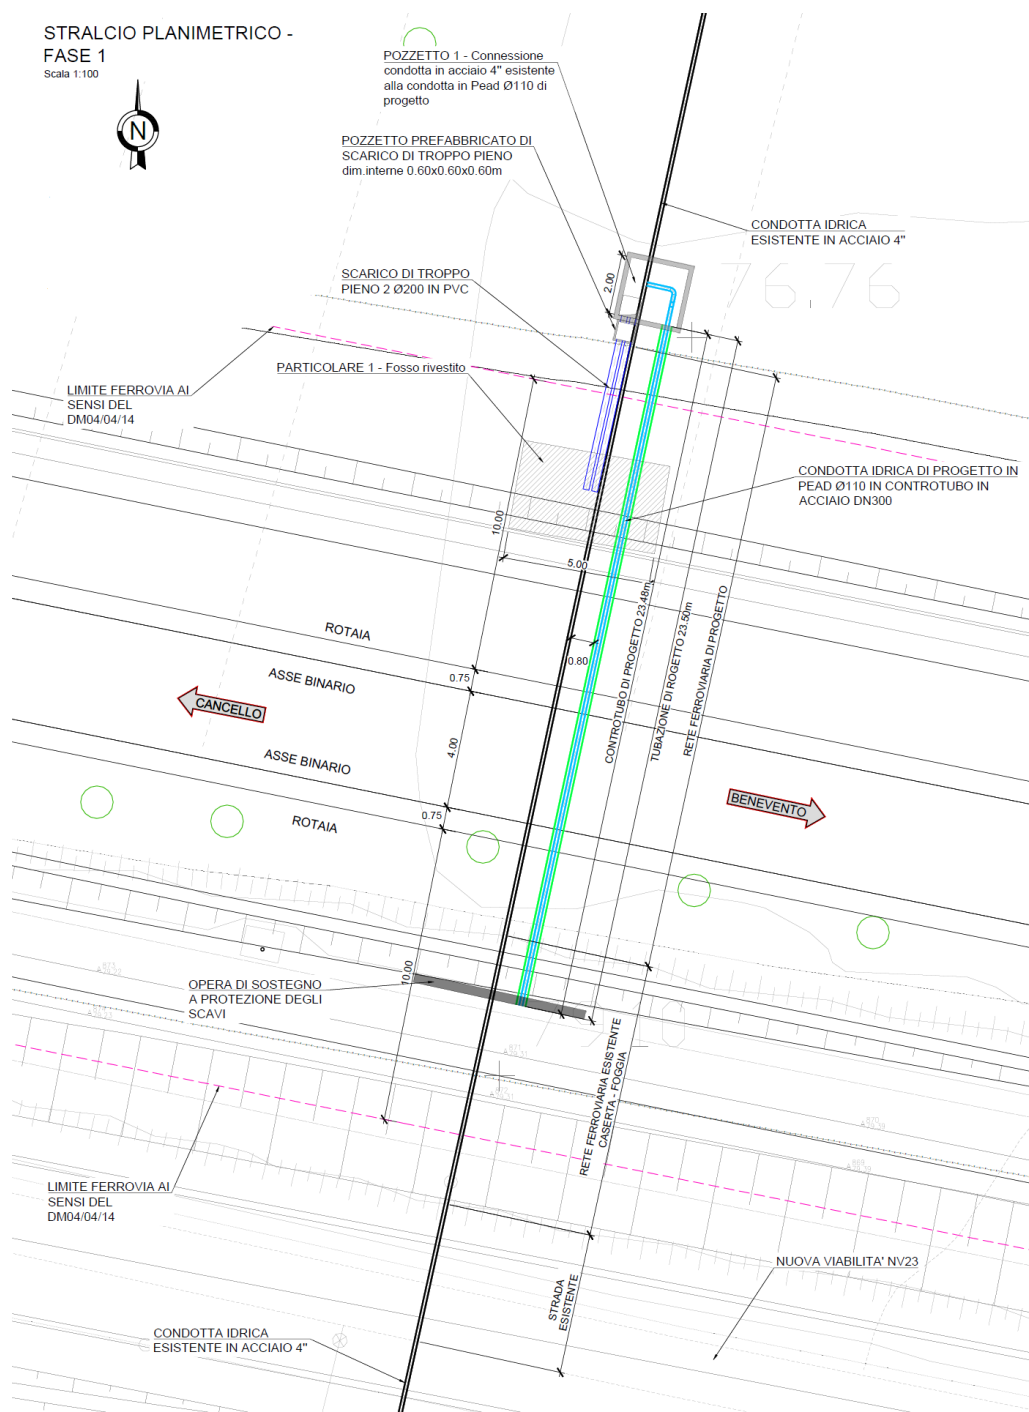 STRALCIO PLANIMETRICO -
FASE 1
Scala 1:100
N
POZZETTO 1 - Connessione
condotta in acciaio 4" esistente
alla condotta in Pead Ø110 di
progetto
POZZETTO PREFABBRICATO DI
SCARICO DI TROPPO PIENO
dim.interne 0.60x0.60x0.60m
CONDOTTA IDRICA
ESISTENTE IN ACCIAIO 4"
SCARICO DI TROPPO
PIENO 2 Ø200 IN PVC
2.00
76
76
PARTICOLARE 1 - Fosso rivestito
LIMITE FERROVIA AI
SENSI DEL
DM04/04/14
CONDOTTA IDRICA DI PROGETTO IN
PEAD Ø110 IN CONTROTUBO IN
ACCIAIO DN300
10.00
5.00
ROTAIA
0.80
CONTROTUBO DI PROGETTO 23.48m
TUBAZIONE DI ROGETTO 23.50m
RETE FERROVIARIA DI PROGETTO
ASSE BINARIO
0.75
CANCELLO
4.00
ASSE BINARIO
BENEVENTO
0.75
ROTAIA
10.00
OPERA DI SOSTEGNO
A PROTEZIONE DEGLI
SCAVI
RETE FERROVIARIA ESISTENTE
CASERTA - FOGGIA
LIMITE FERROVIA AI
SENSI DEL
DM04/04/14
NUOVA VIABILITA' NV23
STRADA
ESISTENTE
CONDOTTA IDRICA
ESISTENTE IN ACCIAIO 4"